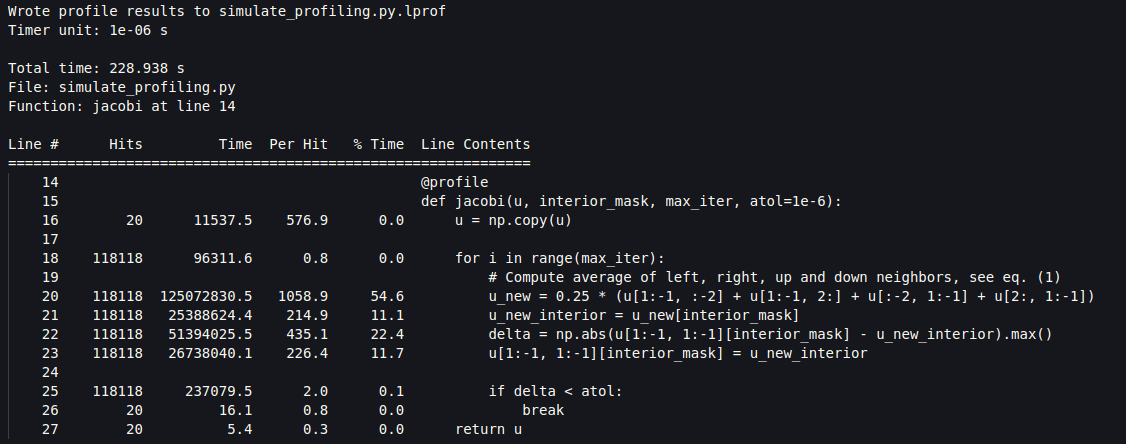 Wrote profile results to simulate_profiling.py.lprof
Timer unit: 1e-06 s

Total time: 228.938 s
File: simulate_profiling.py
Function: jacobi at line 14

Line #      Hits         Time  Per Hit   % Time  Line Contents
==============================================================
    14                                           @profile
    15                                           def jacobi(u, interior_mask, max_iter, atol=1e-6):
    16        20      11537.5    576.9      0.0      u = np.copy(u)
    17
    18    118118      96311.6      0.8      0.0      for i in range(max_iter):
    19                                                   # Compute average of left, right, up and down neighbors, see eq. (1)
    20    118118  125072830.5   1058.9     54.6          u_new = 0.25 * (u[1:-1, :-2] + u[1:-1, 2:] + u[:-2, 1:-1] + u[2:, 1:-1])
    21    118118   25388624.4    214.9     11.1          u_new_interior = u_new[interior_mask]
    22    118118   51394025.5    435.1     22.4          delta = np.abs(u[1:-1, 1:-1][interior_mask] - u_new_interior).max()
    23    118118   26738040.1    226.4     11.7          u[1:-1, 1:-1][interior_mask] = u_new_interior
    24
    25    118118     237079.5      2.0      0.1          if delta < atol:
    26        20         16.1      0.8      0.0              break
    27        20          5.4      0.3      0.0      return u